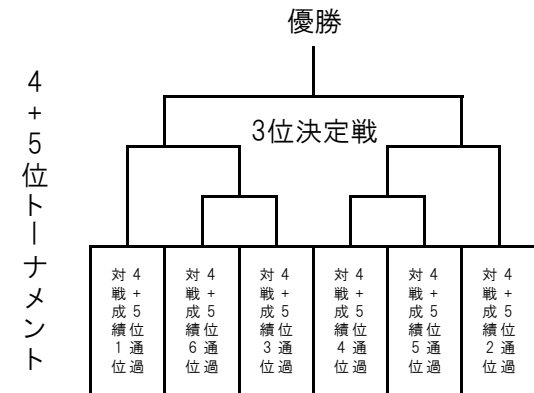 優勝
3位決定戦
4+5位トーナメント
4+5位通過
対戦成績1位
4+5位通過
対戦成績6位
4+5位通過
対戦成績3位
4+5位通過
対戦成績4位
4+5位通過
対戦成績5位
4+5位通過
対戦成績2位